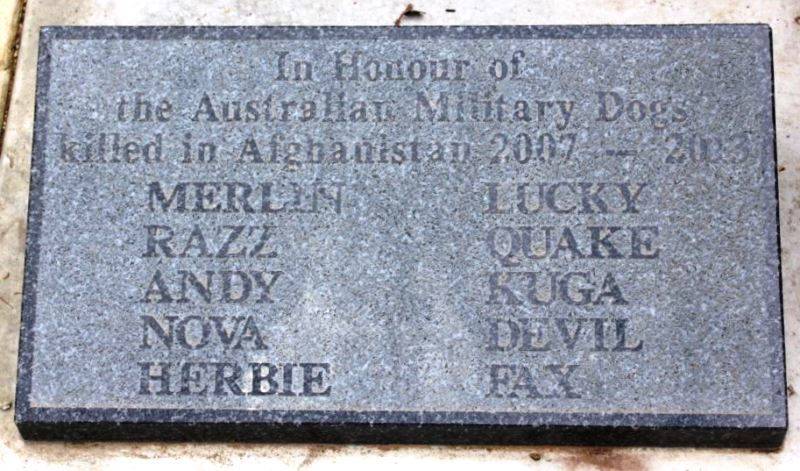 In Honour of
the Australian Military Dogs
killed in Afghanistan 2007 – 2013
MERLIN LUCKY
RAZZ QUAKE
ANDY KUGA
NOVA DEVIL
HERBIE FAX